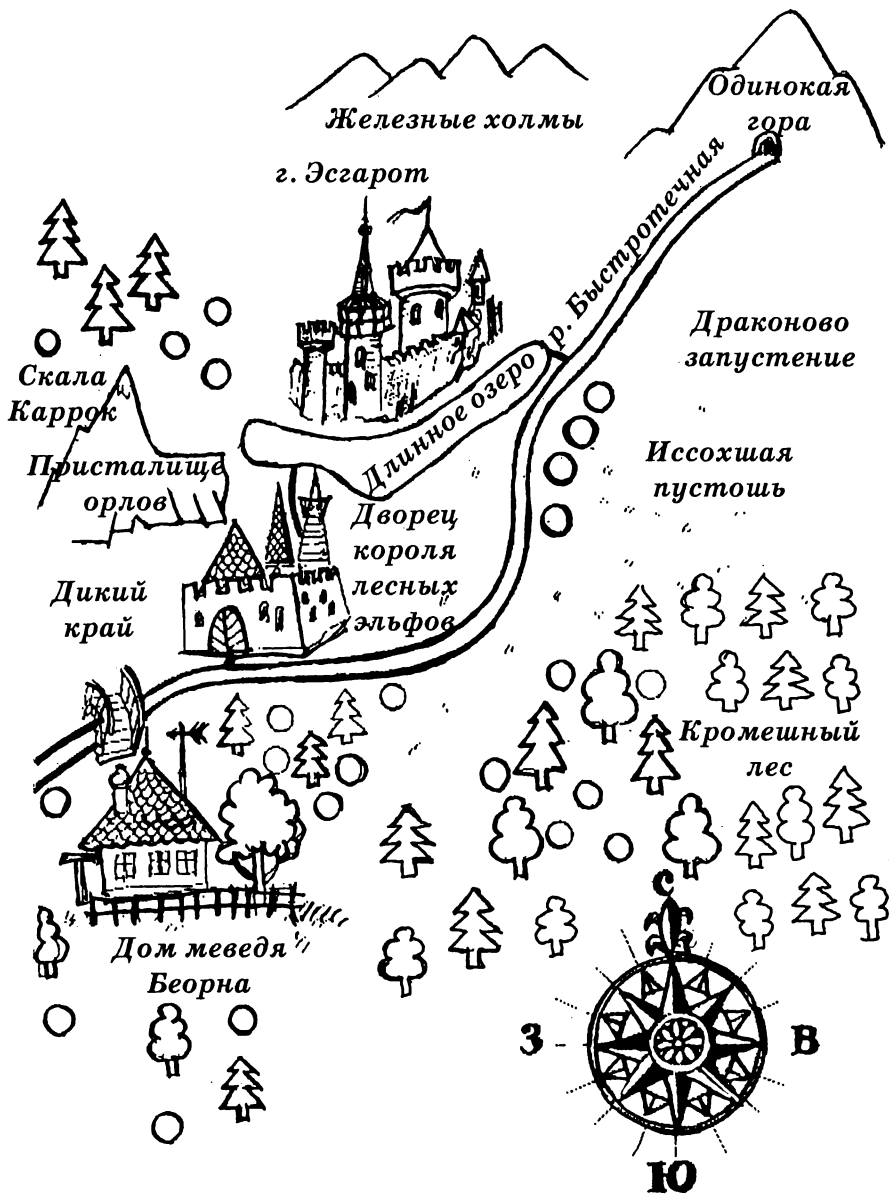 Одинокая
гора
Железные холмы
г. Эсгарот
р. Быстротечная
Драконово
запустение
Скала
Каррок
Длинное озеро
Присталище
орлов
Иссохшая
пустошь
Дворец
короля
лесных
эльфов
Дикий
край
Кромешный
лес
Дом меведя
Беорна
С
З
В
Ю